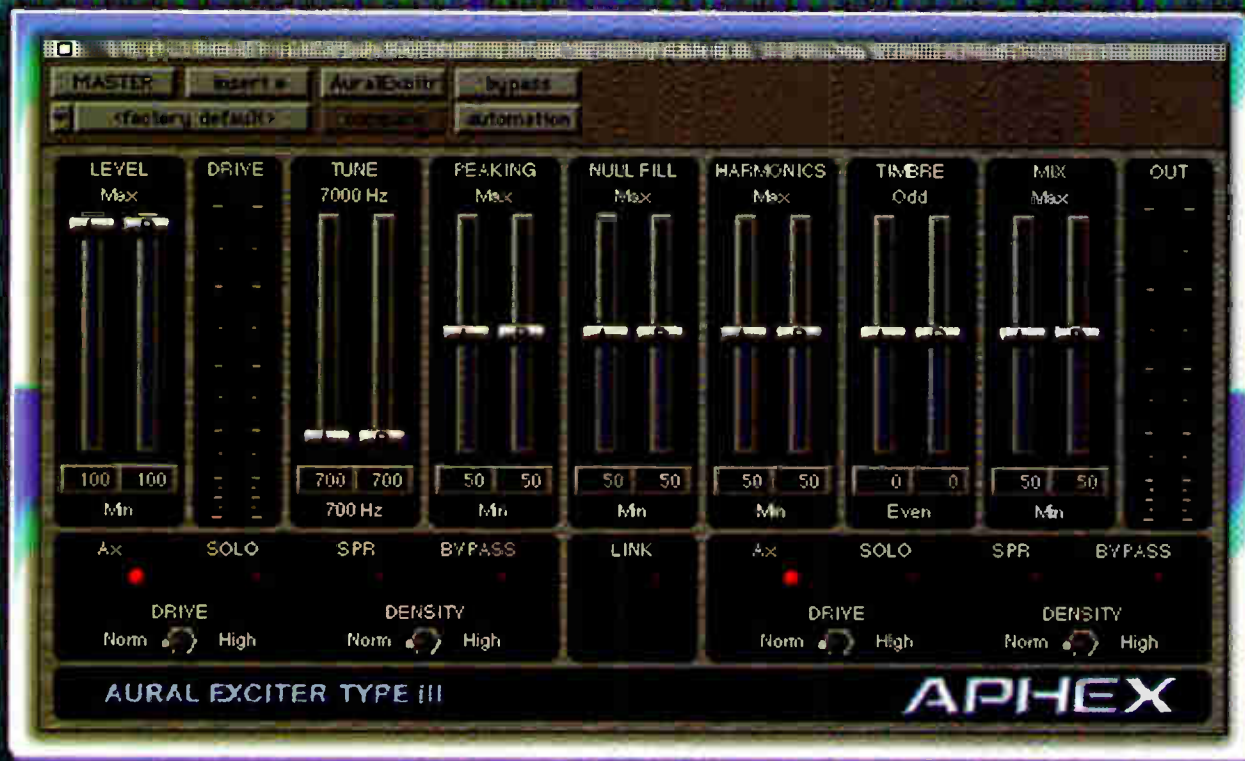 MASTER insert a AuralExcitr bypass
<factory default> compare automation
LEVEL DRIVE TUNE PEAKING NULL FILL HARMONICS TIMBRE MIX OUT
Max 7000 Hz Max Max Max Odd Max
A B A B A B A B A B A B A B
100 100 700 700 50 50 50 50 50 50 0 0 50 50
Min 700 Hz Min Min Min Even Min
Ax SOLO SPR BYPASS LINK Ax SOLO SPR BYPASS
DRIVE DENSITY DRIVE DENSITY
Norm High Norm High Norm High Norm High
AURAL EXCITER TYPE III APHEX